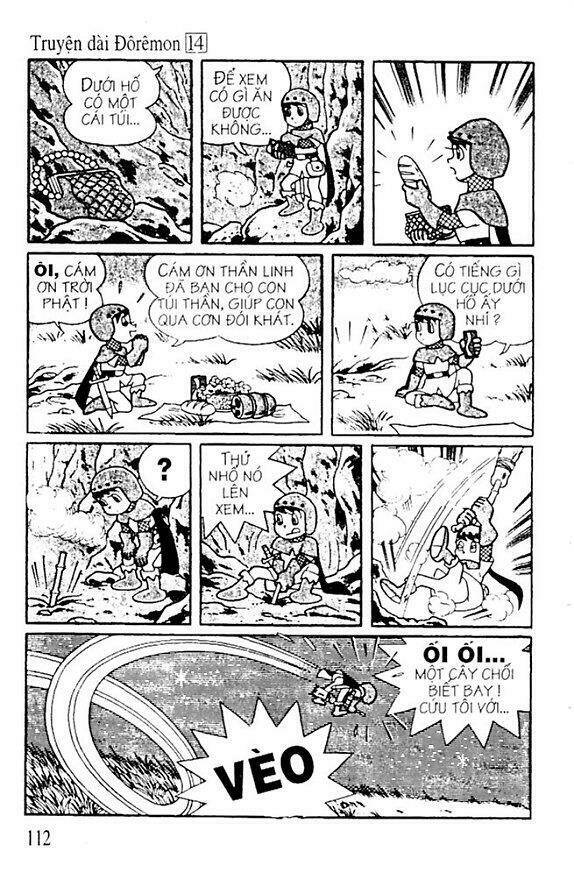 Truyện dài Đôrêmon 14
DƯỚI HỐ
CÓ MỘT
CÁI TÚI...
ĐỂ XEM
CÓ GÌ ĂN
ĐƯỢC
KHÔNG...
ÔI, CÁM
ƠN TRỜI
PHẬT !
CÁM ƠN THẦN LINH
ĐÃ BAN CHO CON
TÚI THẦN, GIÚP CON
QUA CƠN ĐÓI KHÁT.
CÓ TIẾNG GÌ
LỤC CỤC DƯỚI
HỐ ẤY
NHỈ ?
?
THỬ
NHỔ NÓ
LÊN
XEM...
ỐI ỐI...
MỘT CÂY CHỔI
BIẾT BAY !
CỨU TÔI VỚI...
VÈO
112